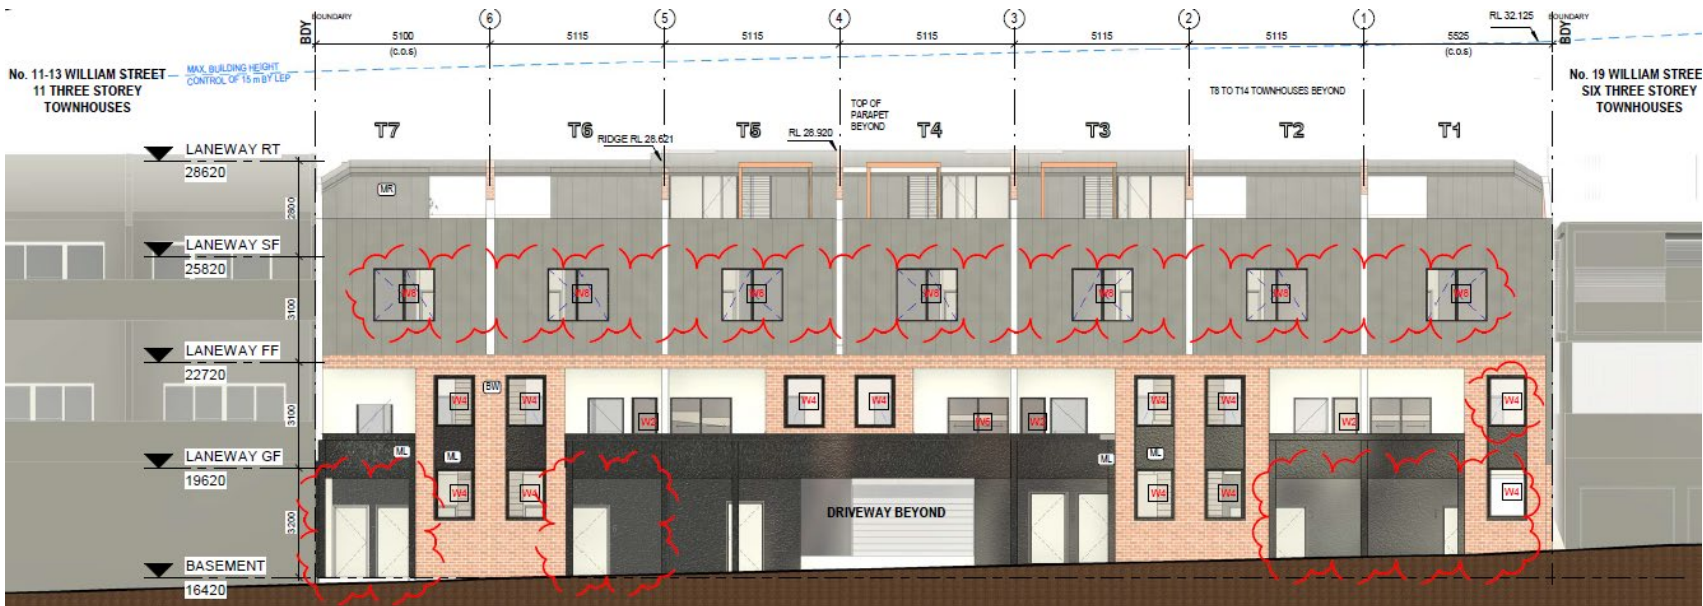 BOUNDARY
BDY
6
5
4
3
2
1
RL 32.125
BOUNDARY
BDY
5100
5115
5115
5115
5115
5115
5525
(C.O.S)
(C.O.S)
No. 11-13 WILLIAM STREET
11 THREE STOREY
TOWNHOUSES
MAX. BUILDING HEIGHT
CONTROL OF 15 m BY LEP
No. 19 WILLIAM STREE
SIX THREE STOREY
TOWNHOUSES
T8 TO T14 TOWNHOUSES BEYOND
TOP OF
PARAPET
BEYOND
T7
T6
T5
T4
T3
T2
T1
RIDGE RL 28.621
RL 28.920
LANEWAY RT
28620
MR
2800
LANEWAY SF
25820
W8
W8
W8
W8
W8
W8
W8
3100
LANEWAY FF
22720
BW
W4
W4
W4
W4
W4
W4
W4
W2
W6
W2
W2
3100
ML
ML
ML
ML
LANEWAY GF
19620
W4
W4
W4
W4
W4
3200
DRIVEWAY BEYOND
BASEMENT
16420